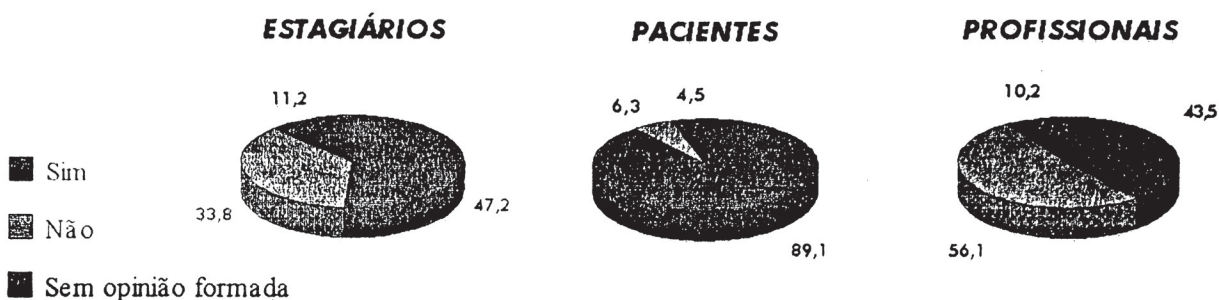 ESTAGIÁRIOS
PACIENTES
PROFISSIONAIS
11,2
6,3
4,5
10,2
43,5
Sim
33,8
47,2
Não
89,1
56,1
Sem opinião formada